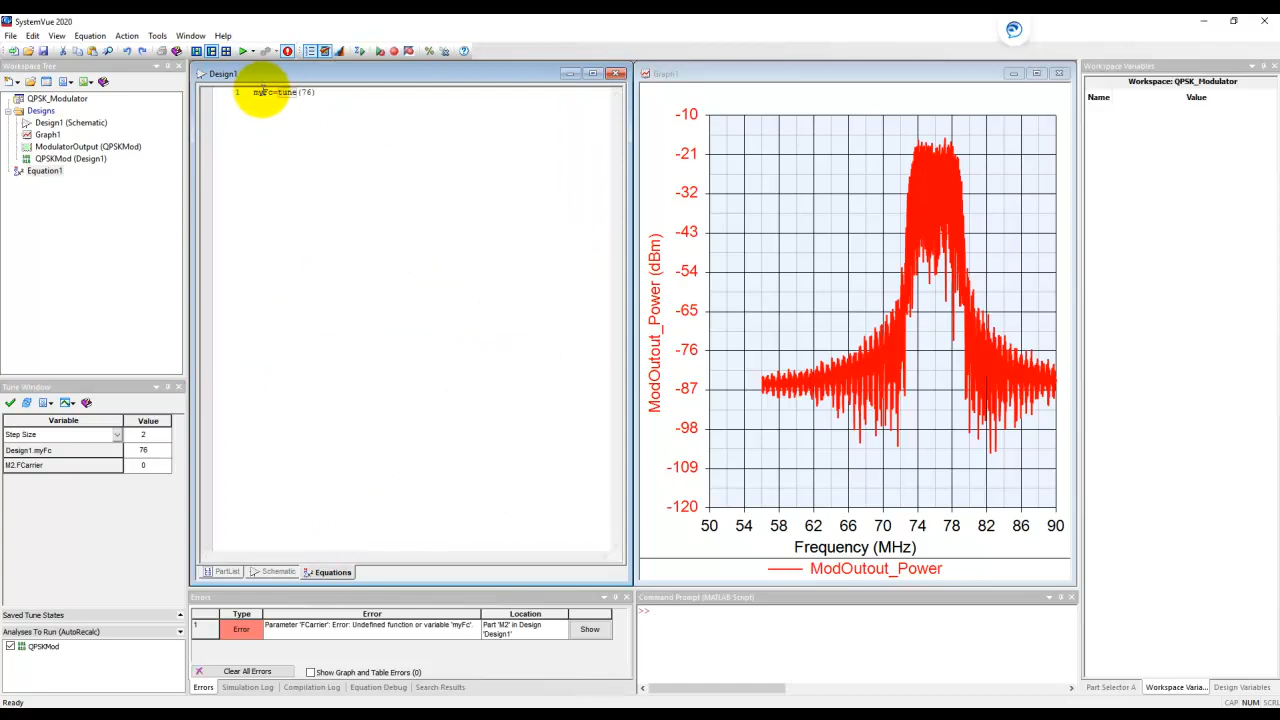 SystemVue 2020
File Edit View Equation Action Tools Window Help
Workspace Tree
QPSK_Modulator
Designs
Design1 (Schematic)
Graph1
ModulatorOutput (QPSKMod)
QPSKMod (Design1)
Equation1
Tune Window
Variable Value
Step Size 2
Design1.myFc 76
M2.FCarrier 0
Saved Tune States
Analyses To Run (AutoRecalc)
QPSKMod
Design1
1 myFc=tune(76)
PartList Schematic Equations
Graph1
ModOutout_Power (dBm)
-10
-21
-32
-43
-54
-65
-76
-87
-98
-109
-120
50 54 58 62 66 70 74 78 82 86 90
Frequency (MHz)
ModOutout_Power
Workspace Variables
Workspace: QPSK_Modulator
Name Value
Errors
Type Error Location
1 Error Parameter 'FCarrier': Error: Undefined function or variable 'myFc'. Part 'M2' in Design 'Design1' Show
Clear All Errors Show Graph and Table Errors (0)
Errors Simulation Log Compilation Log Equation Debug Search Results
Command Prompt (MATLAB Script)
>>
Part Selector A Workspace Varia... Design Variables
Ready
CAP NUM SCRL